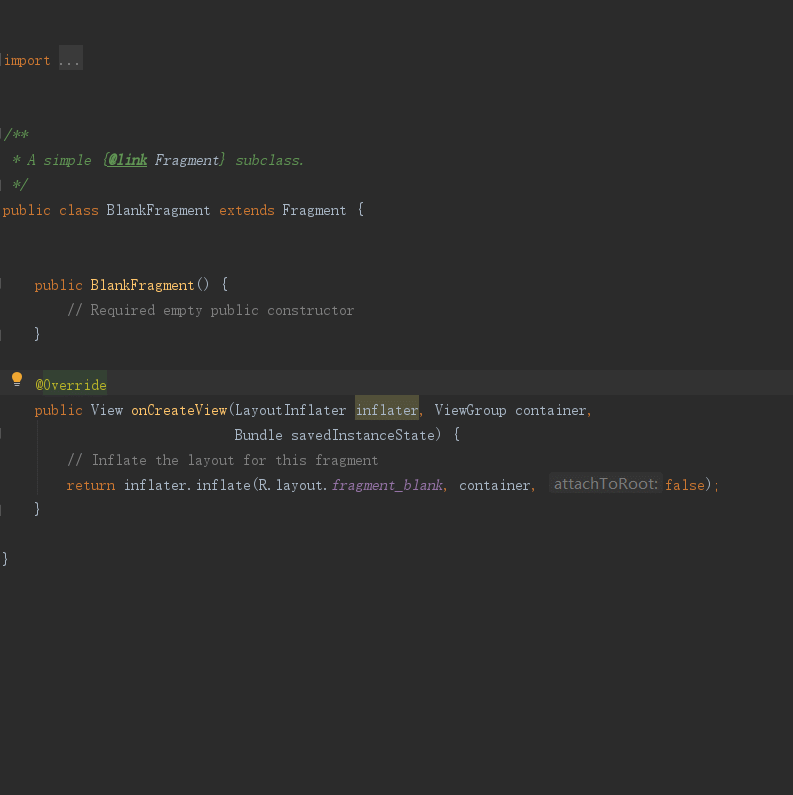 import ...
/**
 * A simple {@link Fragment} subclass.
 */
public class BlankFragment extends Fragment {
    public BlankFragment() {
        // Required empty public constructor
    }
    @Override
    public View onCreateView(LayoutInflater inflater, ViewGroup container,
                             Bundle savedInstanceState) {
        // Inflate the layout for this fragment
        return inflater.inflate(R.layout.fragment_blank, container, attachToRoot: false);
    }
}